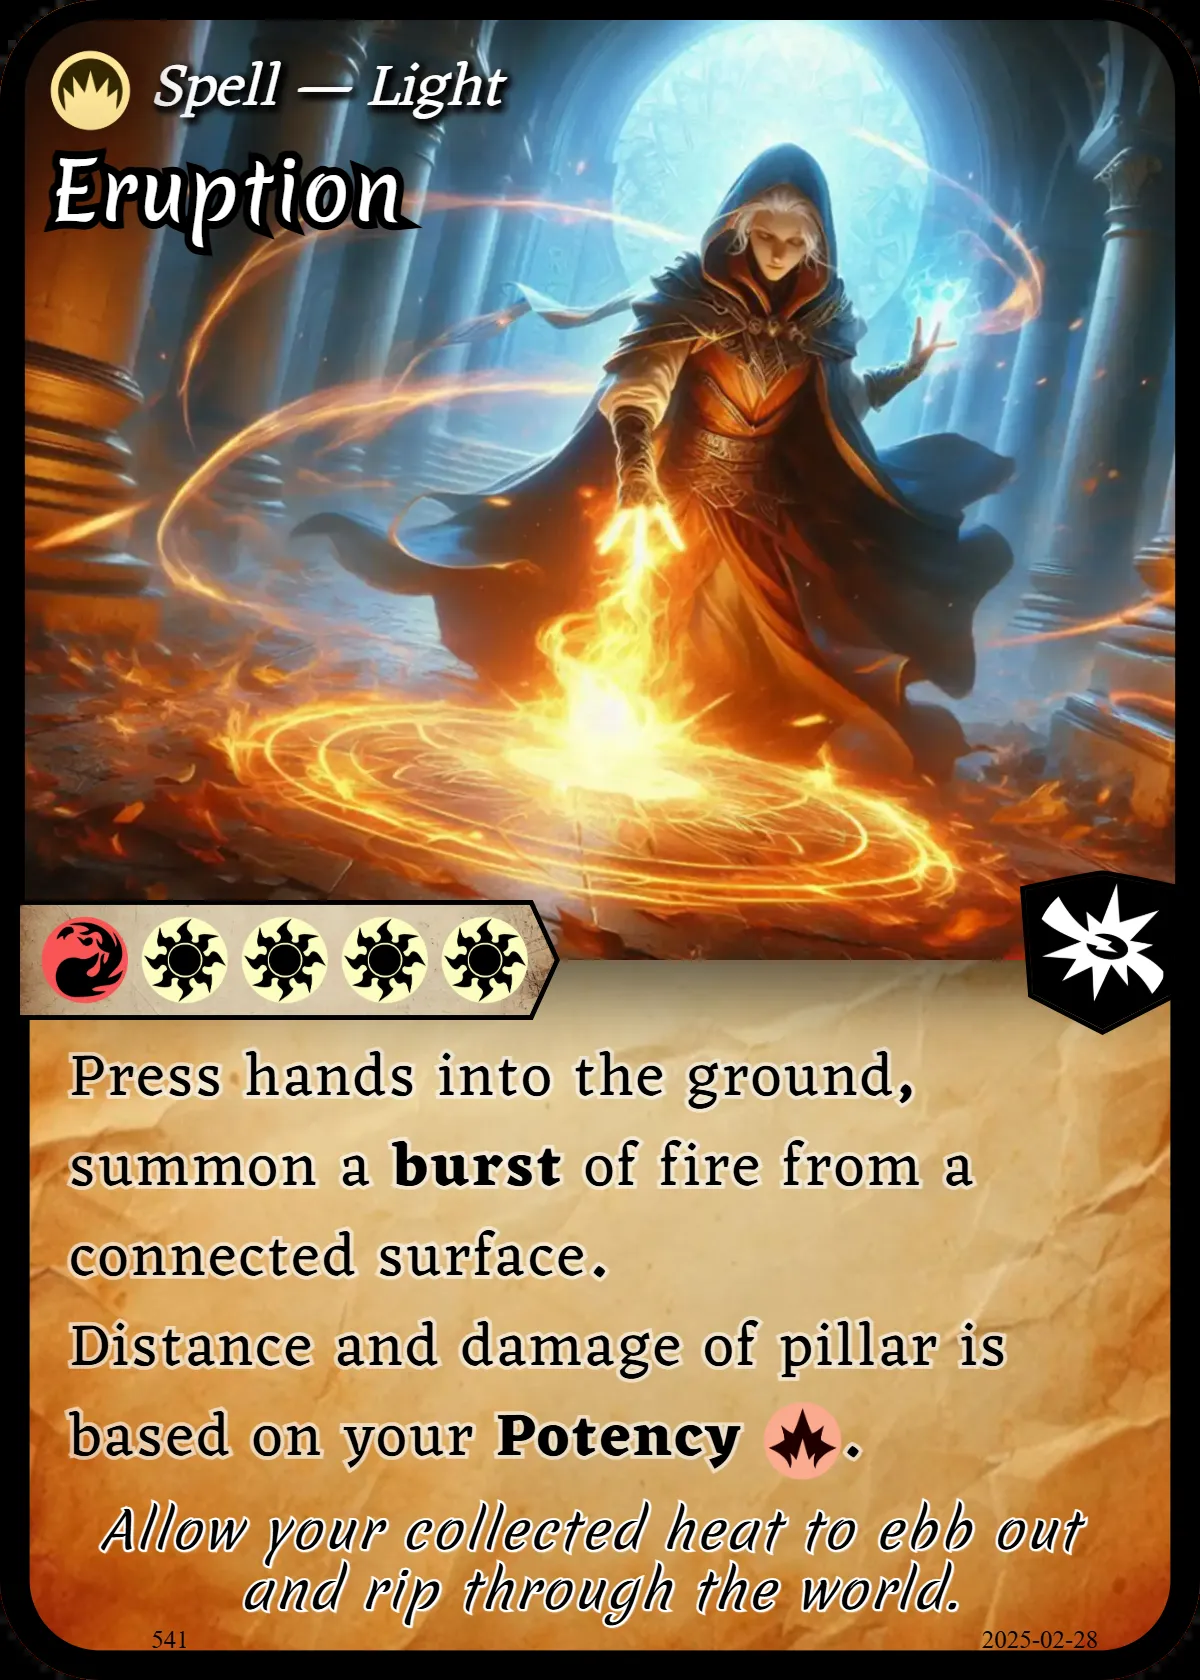 Spell — Light
Eruption
Press hands into the ground,
summon a burst of fire from a
connected surface.
Distance and damage of pillar is
based on your Potency .
Allow your collected heat to ebb out
and rip through the world.
541
2025-02-28